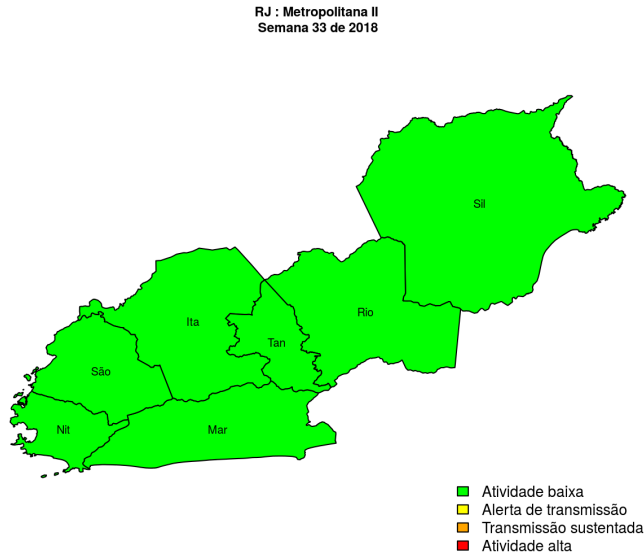 RJ : Metropolitana II
Semana 33 de 2018
Sil
Rio
Ita
Tan
São
Nit
Mar
Atividade baixa
Alerta de transmissão
Transmissão sustentada
Atividade alta